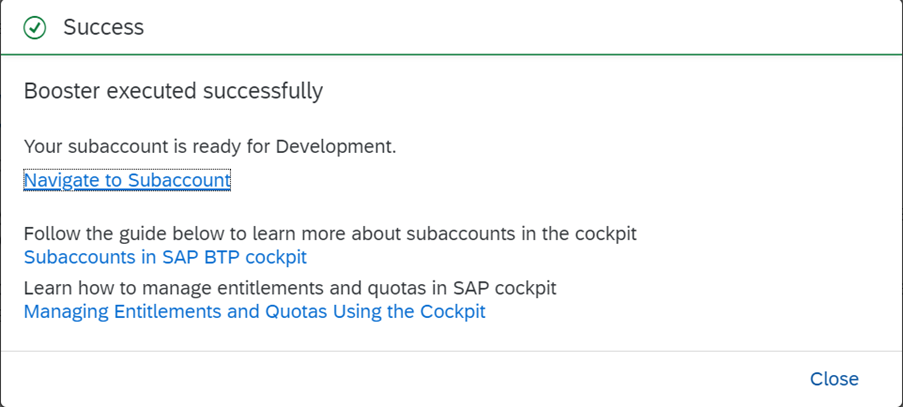 Success
Booster executed successfully
Your subaccount is ready for Development.
Navigate to Subaccount
Follow the guide below to learn more about subaccounts in the cockpit
Subaccounts in SAP BTP cockpit
Learn how to manage entitlements and quotas in SAP cockpit
Managing Entitlements and Quotas Using the Cockpit
Close